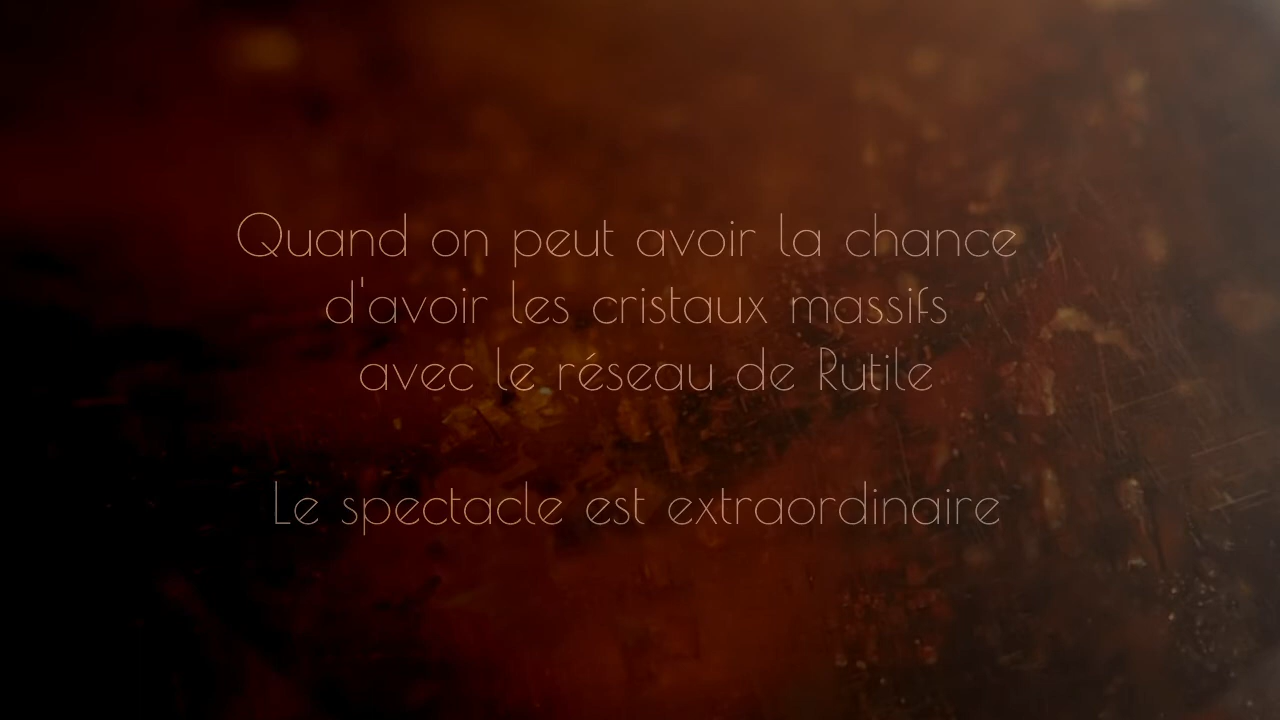 Quand on peut avoir la chance
d'avoir les cristaux massifs
avec le réseau de Rutile
Le spectacle est extraordinaire